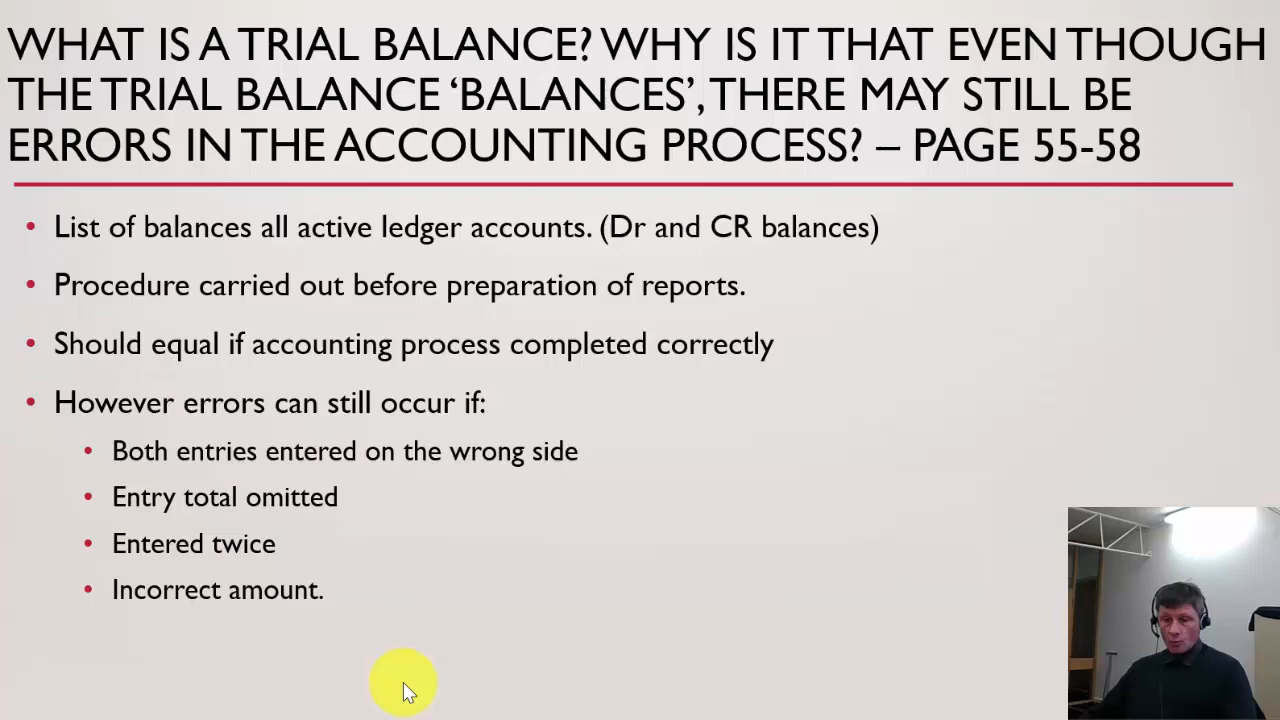 WHAT IS A TRIAL BALANCE? WHY IS IT THAT EVEN THOUGH
THE TRIAL BALANCE ‘BALANCES’, THERE MAY STILL BE
ERRORS IN THE ACCOUNTING PROCESS? – PAGE 55-58
• List of balances all active ledger accounts. (Dr and CR balances)
• Procedure carried out before preparation of reports.
• Should equal if accounting process completed correctly
• However errors can still occur if:
• Both entries entered on the wrong side
• Entry total omitted
• Entered twice
• Incorrect amount.